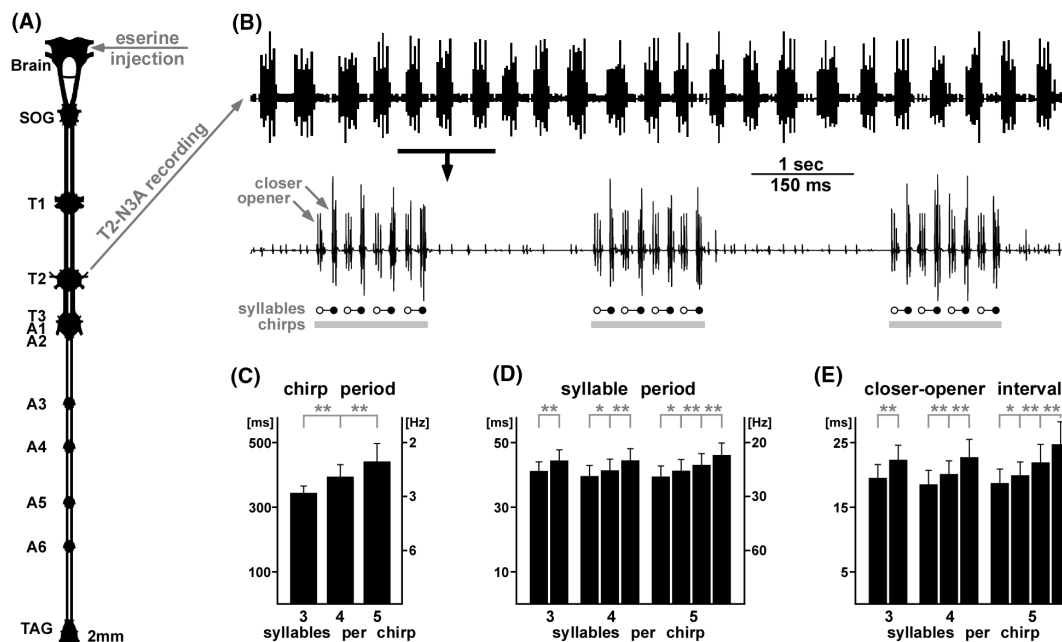 (A)
eserine
injection
Brain
SOG
T1
T2
T3
A1
A2
A3
A4
A5
A6
TAG
2mm
T2-N3A recording
(B)
1 sec
150 ms
closer
opener
syllables
chirps
(C)
chirp period
** **
[ms] [Hz]
500 2
300 3
100 6
3 4 5
syllables per chirp
(D)
syllable period
** * ** * ** **
[ms] [Hz]
50 20
30 30
10 60
3 4 5
syllables per chirp
(E)
closer-opener interval
** ** ** * ** **
[ms]
25
15
5
3 4 5
syllables per chirp